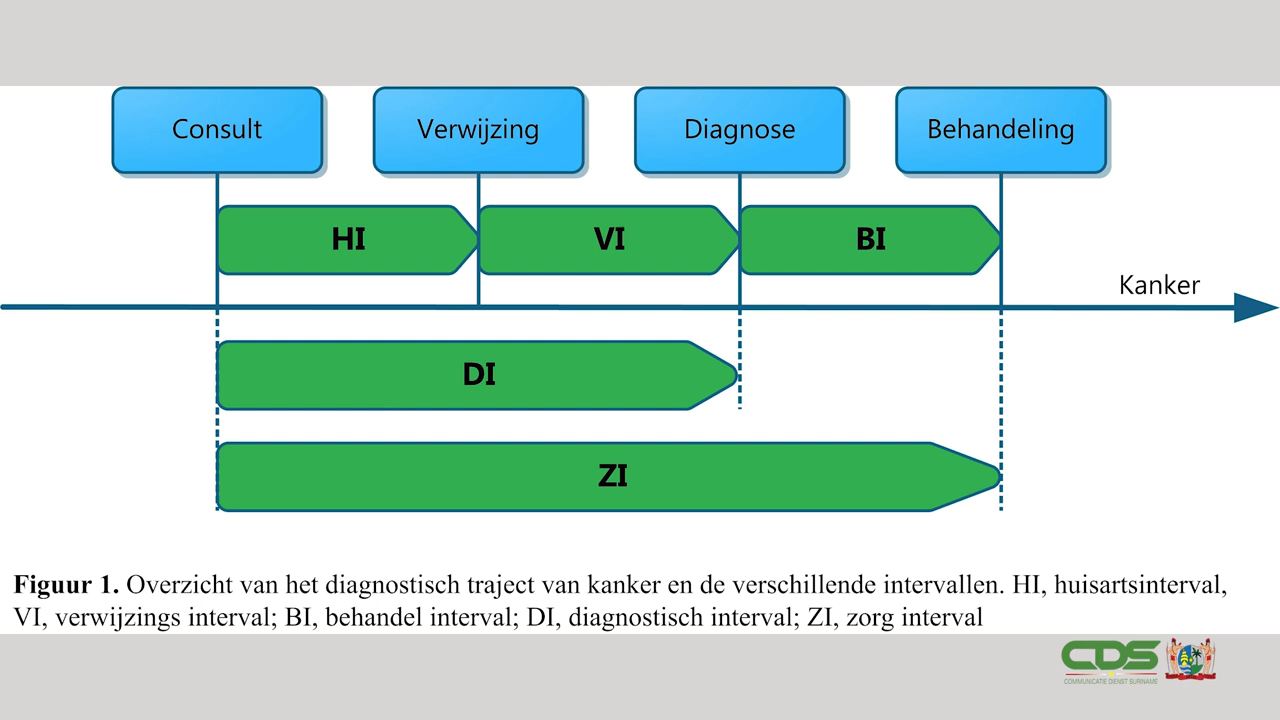 Consult
Verwijzing
Diagnose
Behandeling
HI
VI
BI
Kanker
DI
ZI
Figuur 1. Overzicht van het diagnostisch traject van kanker en de verschillende intervallen. HI, huisartsinterval,
VI, verwijzings interval; BI, behandel interval; DI, diagnostisch interval; ZI, zorg interval
CDS
COMMUNICATIE DIENST SURINAME